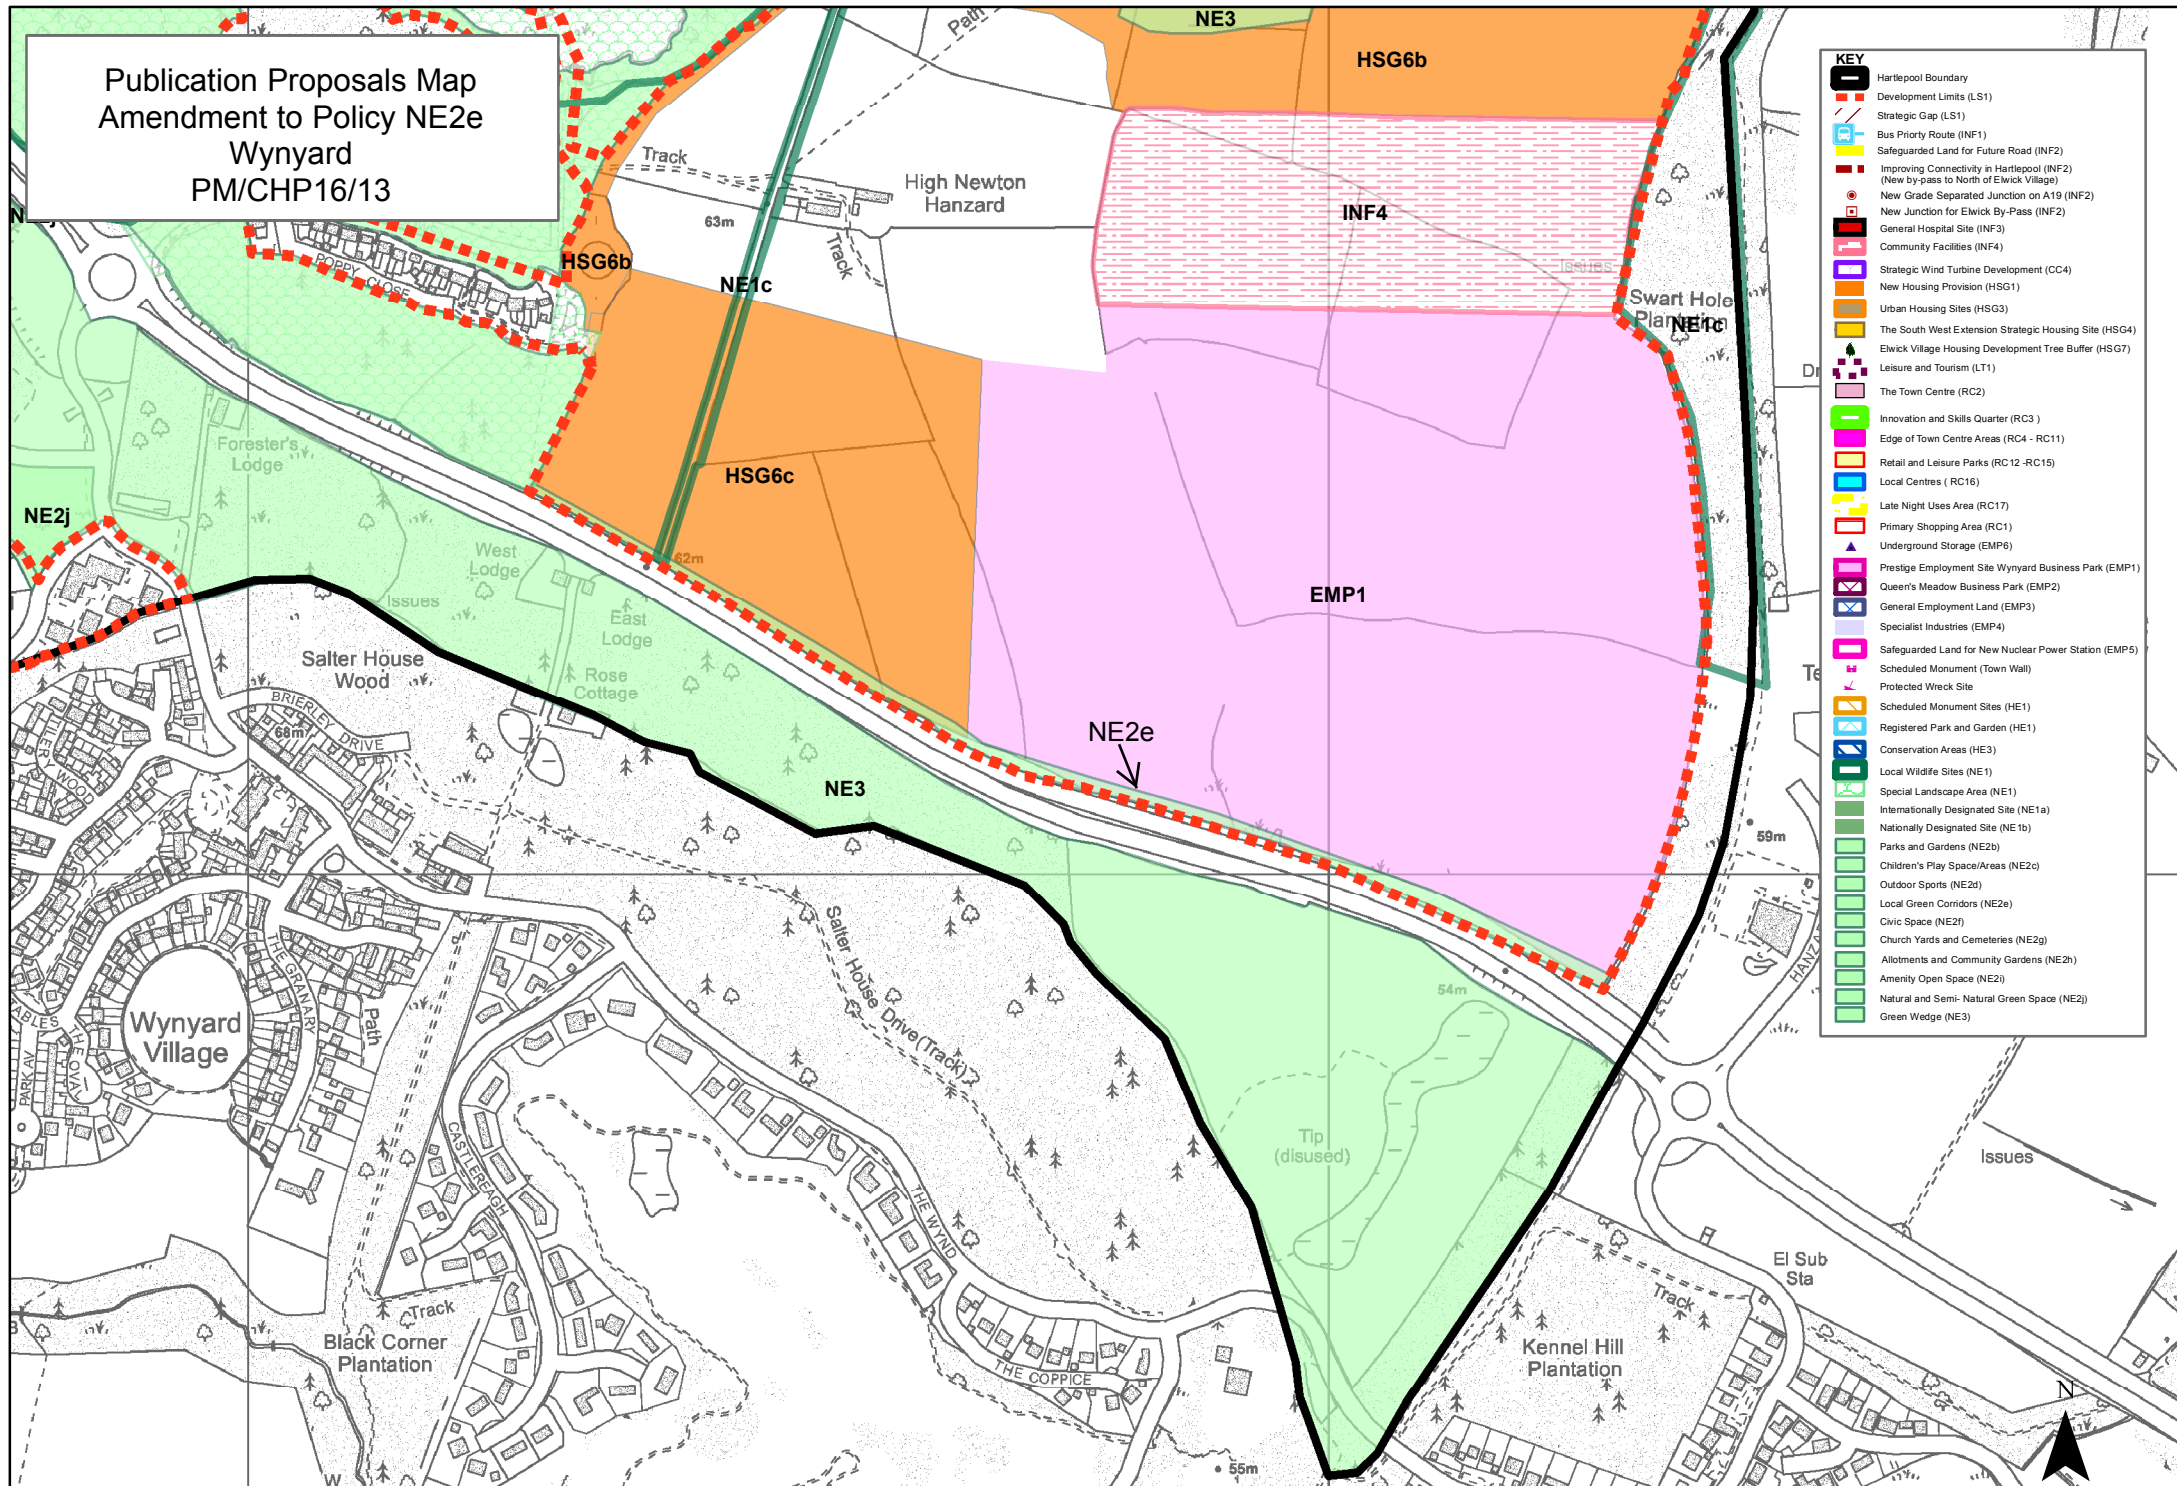 Publication Proposals Map
Amendment to Policy NE2e
Wynyard
PM/CHP16/13
NE3
Path
HSG6b
Track
High Newton
Hanzard
63m
Track
INF4
Issues
HSG6b
NE1c
POPPY CLOSE
Swart Hole
Plantation
NE1c
Forester's
Lodge
HSG6c
NE2j
West
Lodge
62m
Issues
East
Lodge
EMP1
Salter House
Wood
Rose
Cottage
BRIERLEY DRIVE
68m
WOOD
NE2e
NE3
59m
THE GRANARY
Path
Salter House Drive(Track)
54m
Wynyard
Village
PARK AV
THE OVAL
CASTLEREAGH
THE WYND
Tip
(disused)
Issues
El Sub
Sta
Track
Track
Black Corner
Plantation
THE COPPICE
Kennel Hill
Plantation
55m
N
KEY
Hartlepool Boundary
Development Limits (LS1)
Strategic Gap (LS1)
Bus Priorty Route (INF1)
Safeguarded Land for Future Road (INF2)
Improving Connectivity in Hartlepool (INF2)
(New by-pass to North of Elwick Village)
New Grade Separated Junction on A19 (INF2)
New Junction for Elwick By-Pass (INF2)
General Hospital Site (INF3)
Community Facilities (INF4)
Strategic Wind Turbine Development (CC4)
New Housing Provision (HSG1)
Urban Housing Sites (HSG3)
The South West Extension Strategic Housing Site (HSG4)
Elwick Village Housing Development Tree Buffer (HSG7)
Leisure and Tourism (LT1)
The Town Centre (RC2)
Innovation and Skills Quarter (RC3 )
Edge of Town Centre Areas (RC4 - RC11)
Retail and Leisure Parks (RC12 -RC15)
Local Centres ( RC16)
Late Night Uses Area (RC17)
Primary Shopping Area (RC1)
Underground Storage (EMP6)
Prestige Employment Site Wynyard Business Park (EMP1)
Queen's Meadow Business Park (EMP2)
General Employment Land (EMP3)
Specialist Industries (EMP4)
Safeguarded Land for New Nuclear Power Station (EMP5)
Scheduled Monument (Town Wall)
Protected Wreck Site
Scheduled Monument Sites (HE1)
Registered Park and Garden (HE1)
Conservation Areas (HE3)
Local Wildlife Sites (NE1)
Special Landscape Area (NE1)
Internationally Designated Site (NE1a)
Nationally Designated Site (NE1b)
Parks and Gardens (NE2b)
Children's Play Space/Areas (NE2c)
Outdoor Sports (NE2d)
Local Green Corridors (NE2e)
Civic Space (NE2f)
Church Yards and Cemeteries (NE2g)
Allotments and Community Gardens (NE2h)
Amenity Open Space (NE2i)
Natural and Semi- Natural Green Space (NE2j)
Green Wedge (NE3)